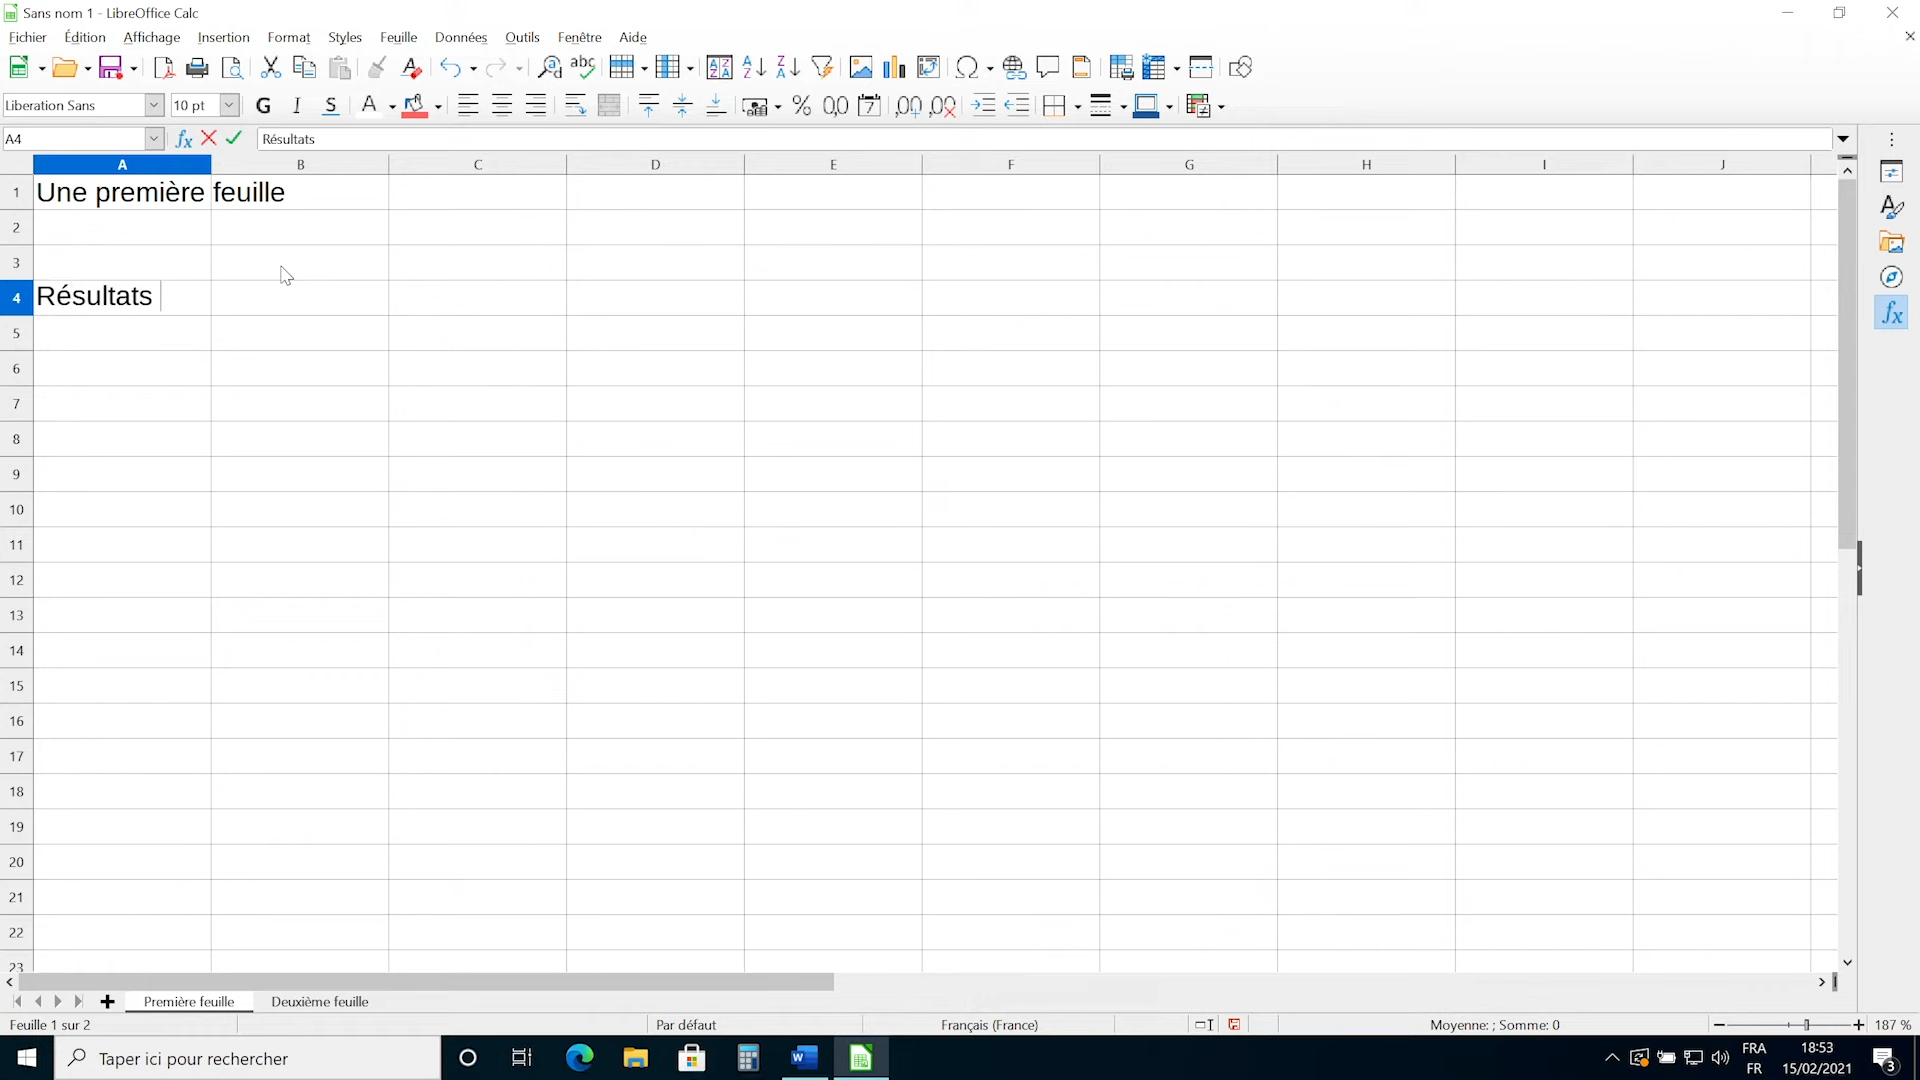 Sans nom 1 - LibreOffice Calc
Fichier Édition Affichage Insertion Format Styles Feuille Données Outils Fenêtre Aide
Liberation Sans 10 pt G I S
A4 Résultats
A B C D E F G H I J
1 Une première feuille
2
3
4 Résultats
5
6
7
8
9
10
11
12
13
14
15
16
17
18
19
20
21
22
23
Première feuille Deuxième feuille
Feuille 1 sur 2 Par défaut Français (France) Moyenne: ; Somme: 0 187 %
Taper ici pour rechercher
FRA 18:53
FR 15/02/2021 3